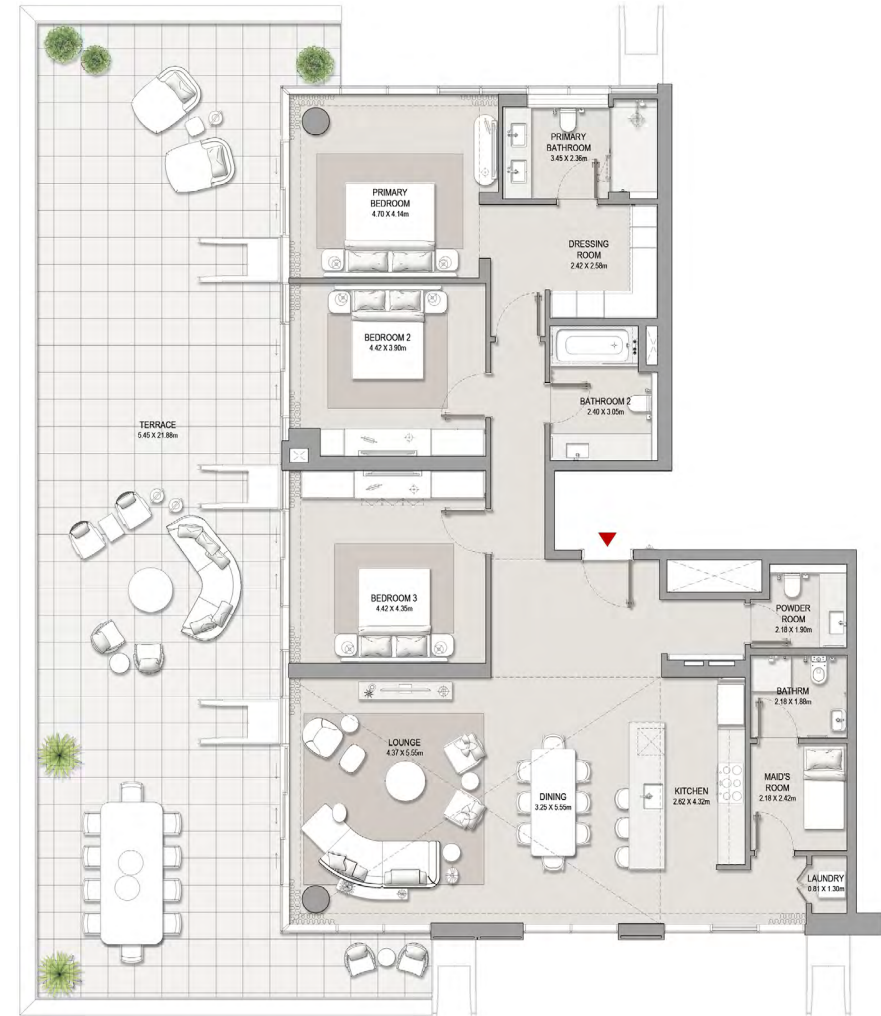 PRIMARY
BATHROOM
3.45 X 2.36m
PRIMARY
BEDROOM
4.70 X 4.14m
DRESSING
ROOM
2.42 X 2.58m
BEDROOM 2
4.42 X 3.90m
BATHROOM 2
2.40 X 3.05m
TERRACE
5.45 X 21.88m
BEDROOM 3
4.42 X 4.35m
POWDER
ROOM
2.18 X 1.90m
BATHRM
2.18 X 1.88m
LOUNGE
4.37 X 5.55m
DINING
3.25 X 5.55m
KITCHEN
2.62 X 4.32m
MAID'S
ROOM
2.18 X 2.42m
LAUNDRY
0.81 X 1.30m